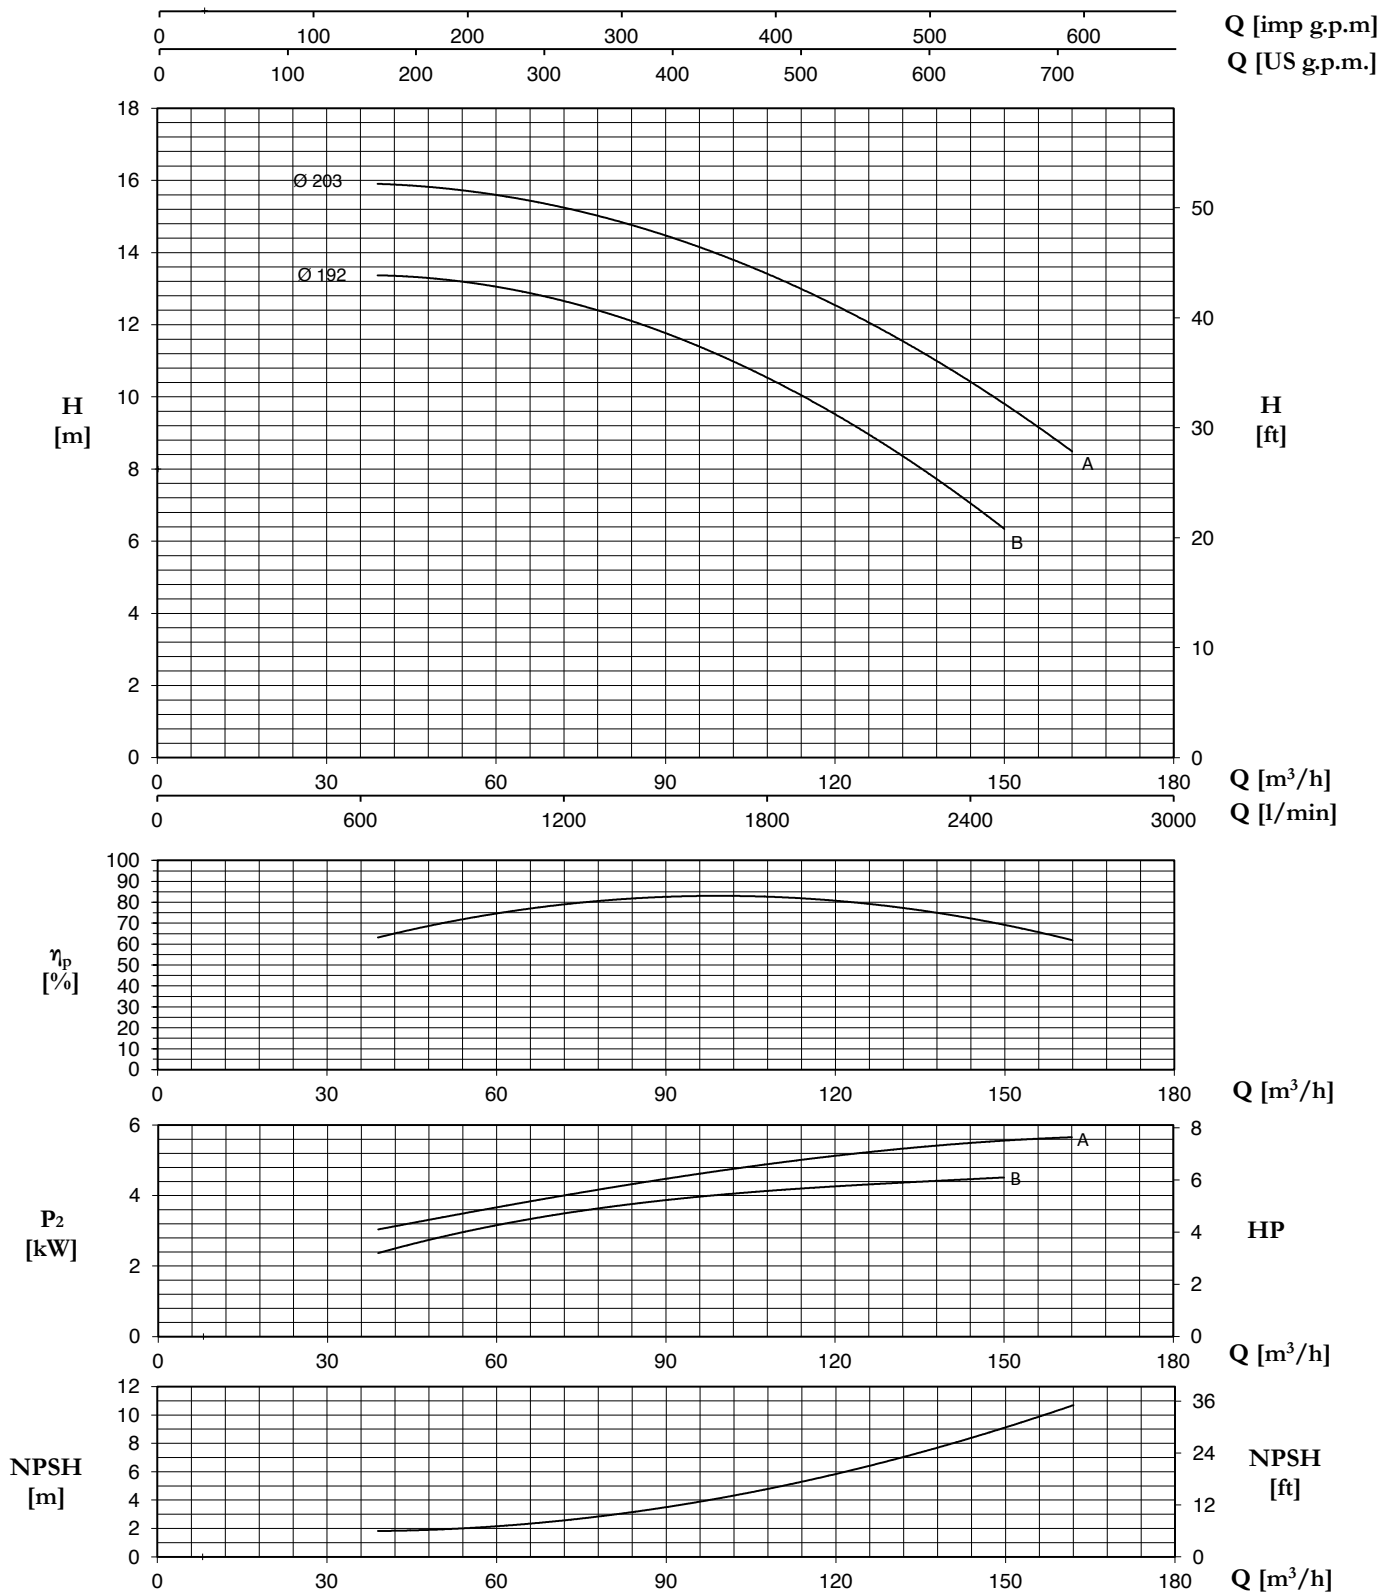 0 100 200 300 400 500 600 Q [imp g.p.m]
0 100 200 300 400 500 600 700 Q [US g.p.m.]
18
Ø 203
16
50
14
Ø 192
12
40
H
[m]
10
H
[ft]
30
A
8
20
B
6
4
10
2
0
0
0 30 60 90 120 150 180 Q [m³/h]
0 600 1200 1800 2400 3000 Q [l/min]
100
90
80
70
60
ηp
[%]
50
40
30
20
10
0
0 30 60 90 120 150 180 Q [m³/h]
6
8
A
6
B
4
P2
[kW]
4
HP
2
2
0
0
0 30 60 90 120 150 180 Q [m³/h]
12
36
10
8
24
NPSH
[m]
NPSH
[ft]
6
4
12
2
0
0
0 30 60 90 120 150 180 Q [m³/h]